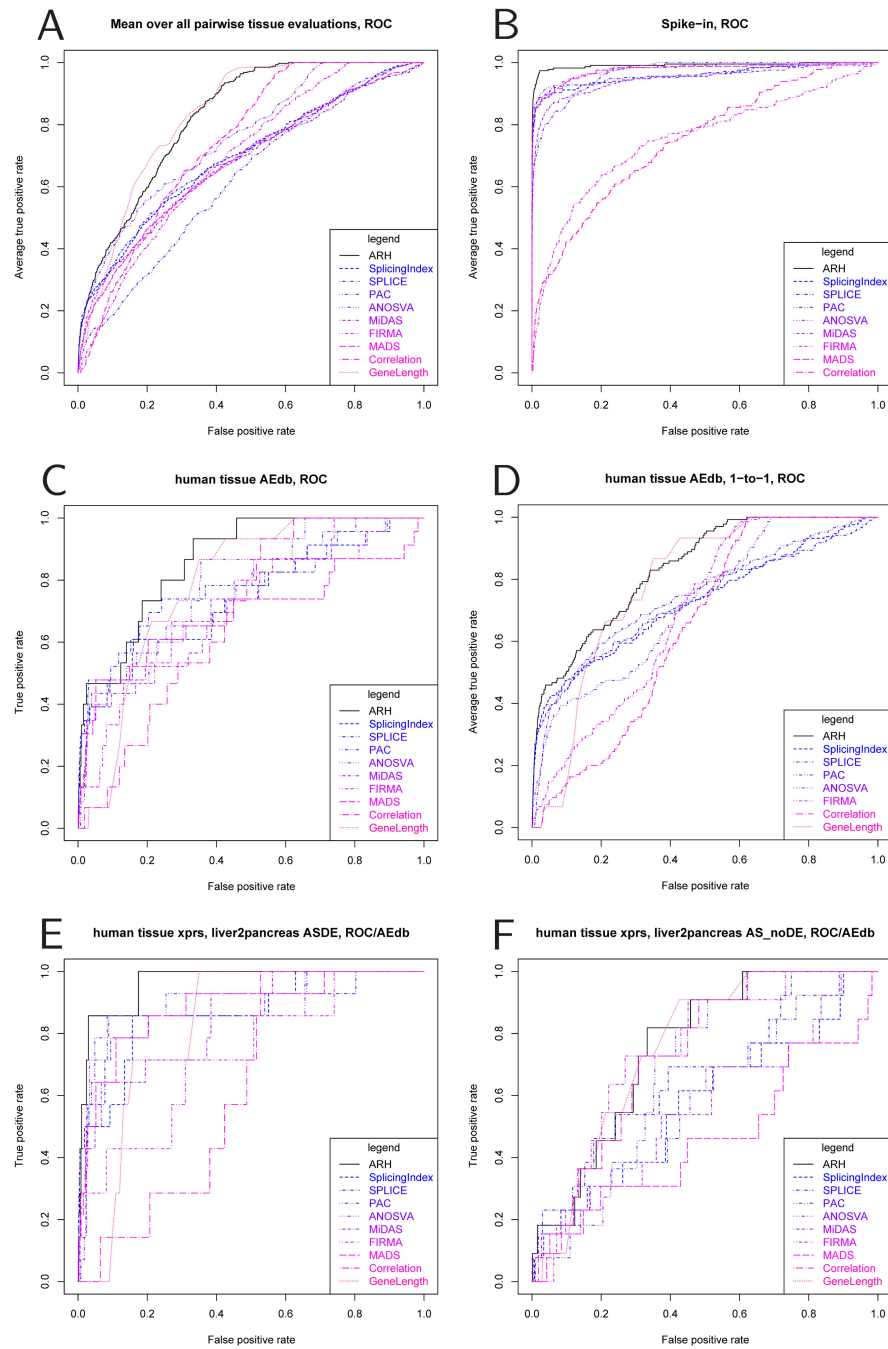 A
Mean over all pairwise tissue evaluations, ROC
Average true positive rate
0.0 0.2 0.4 0.6 0.8 1.0
0.0 0.2 0.4 0.6 0.8 1.0
False positive rate
legend
ARH
SplicingIndex
SPLICE
PAC
ANOSVA
MiDAS
FIRMA
MADS
Correlation
GeneLength
B
Spike−in, ROC
Average true positive rate
0.0 0.2 0.4 0.6 0.8 1.0
0.0 0.2 0.4 0.6 0.8 1.0
False positive rate
legend
ARH
SplicingIndex
SPLICE
PAC
ANOSVA
MiDAS
FIRMA
MADS
Correlation
C
human tissue AEdb, ROC
True positive rate
0.0 0.2 0.4 0.6 0.8 1.0
0.0 0.2 0.4 0.6 0.8 1.0
False positive rate
legend
ARH
SplicingIndex
SPLICE
PAC
ANOSVA
MiDAS
FIRMA
MADS
Correlation
GeneLength
D
human tissue AEdb, 1−to−1, ROC
Average true positive rate
0.0 0.2 0.4 0.6 0.8 1.0
0.0 0.2 0.4 0.6 0.8 1.0
False positive rate
legend
ARH
SplicingIndex
SPLICE
PAC
ANOSVA
FIRMA
MADS
Correlation
GeneLength
E
human tissue xprs, liver2pancreas ASDE, ROC/AEdb
True positive rate
0.0 0.2 0.4 0.6 0.8 1.0
0.0 0.2 0.4 0.6 0.8 1.0
False positive rate
legend
ARH
SplicingIndex
SPLICE
PAC
ANOSVA
MiDAS
FIRMA
MADS
Correlation
GeneLength
F
human tissue xprs, liver2pancreas AS_noDE, ROC/AEdb
True positive rate
0.0 0.2 0.4 0.6 0.8 1.0
0.0 0.2 0.4 0.6 0.8 1.0
False positive rate
legend
ARH
SplicingIndex
SPLICE
PAC
ANOSVA
MiDAS
FIRMA
MADS
Correlation
GeneLength